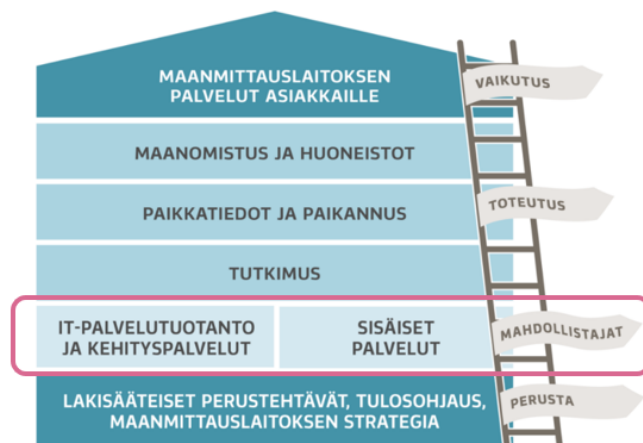 MAANMITTAUSLAITOKSEN
PALVELUT ASIAKKAILLE
VAIKUTUS
MAANOMISTUS JA HUONEISTOT
PAIKKATIEDOT JA PAIKANNUS
TOTEUTUS
TUTKIMUS
IT-PALVELUTUOTANTO
JA KEHITYSPALVELUT
SISÄISET
PALVELUT
MAHDOLLISTAJAT
LAKISÄÄTEISET PERUSTEHTÄVÄT, TULOSOHJAUS,
MAANMITTAUSLAITOKSEN STRATEGIA
PERUSTA